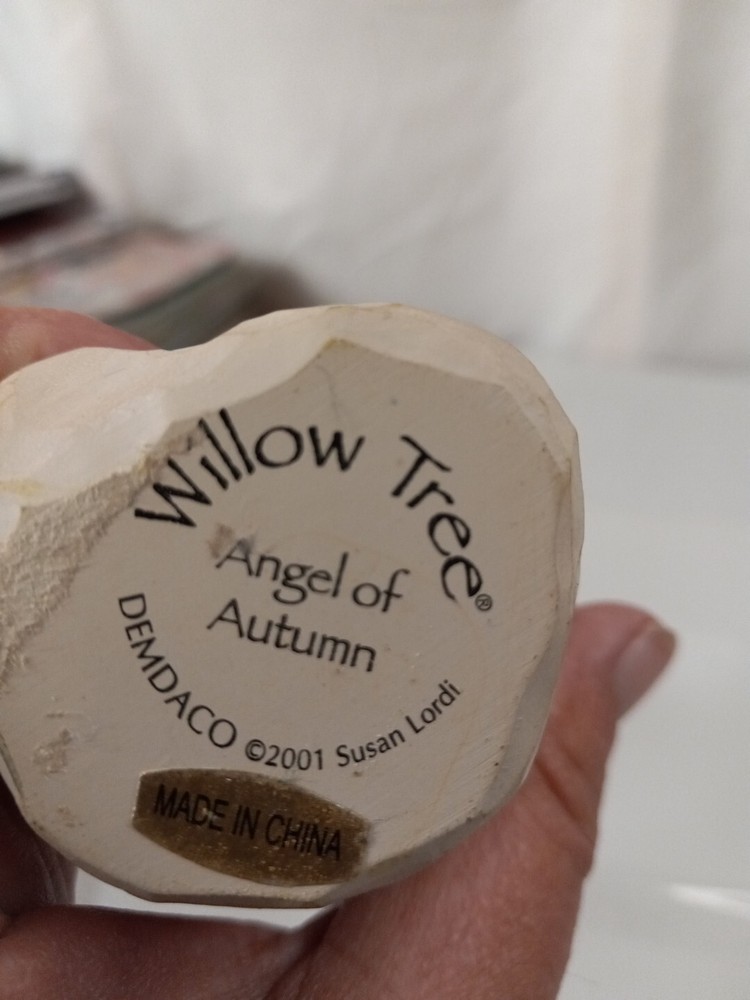 Willow Tree®
Angel of
Autumn
DEMDACO ©2001 Susan Lordi
MADE IN CHINA